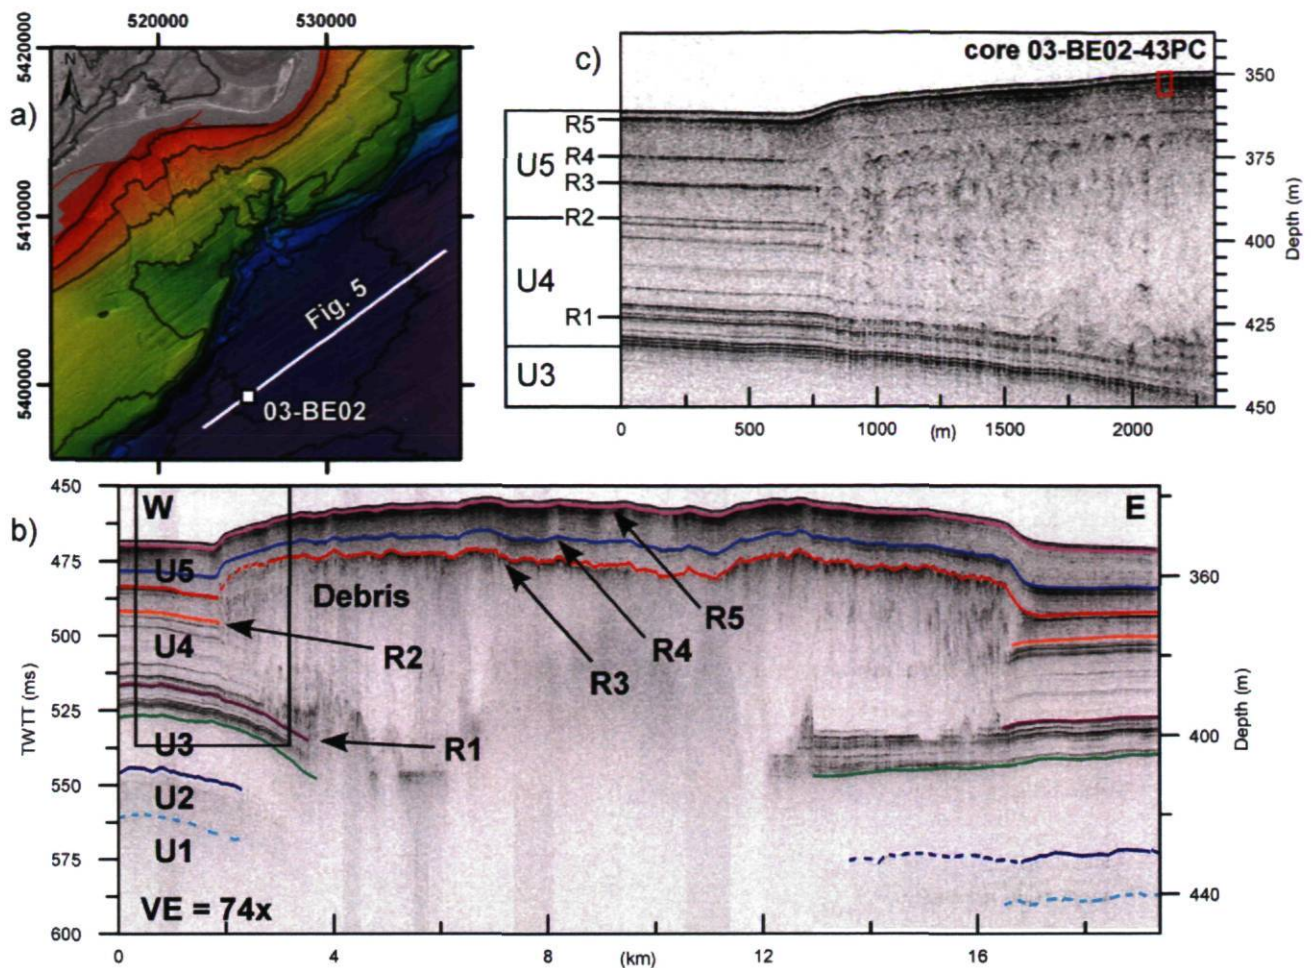 a)
520000
530000
5420000
5410000
5400000
N
Fig. 5
03-BE02
c)
core 03-BE02-43PC
350
375
400
425
450
Depth (m)
R5
R4
R3
R2
R1
U5
U4
U3
0
500
1000
(m)
1500
2000
b)
W
E
450
475
500
525
550
575
600
TWTT (ms)
U5
U4
U3
U2
U1
Debris
R2
R1
R3
R4
R5
VE = 74x
360
400
440
Depth (m)
0
4
8
(km)
12
16